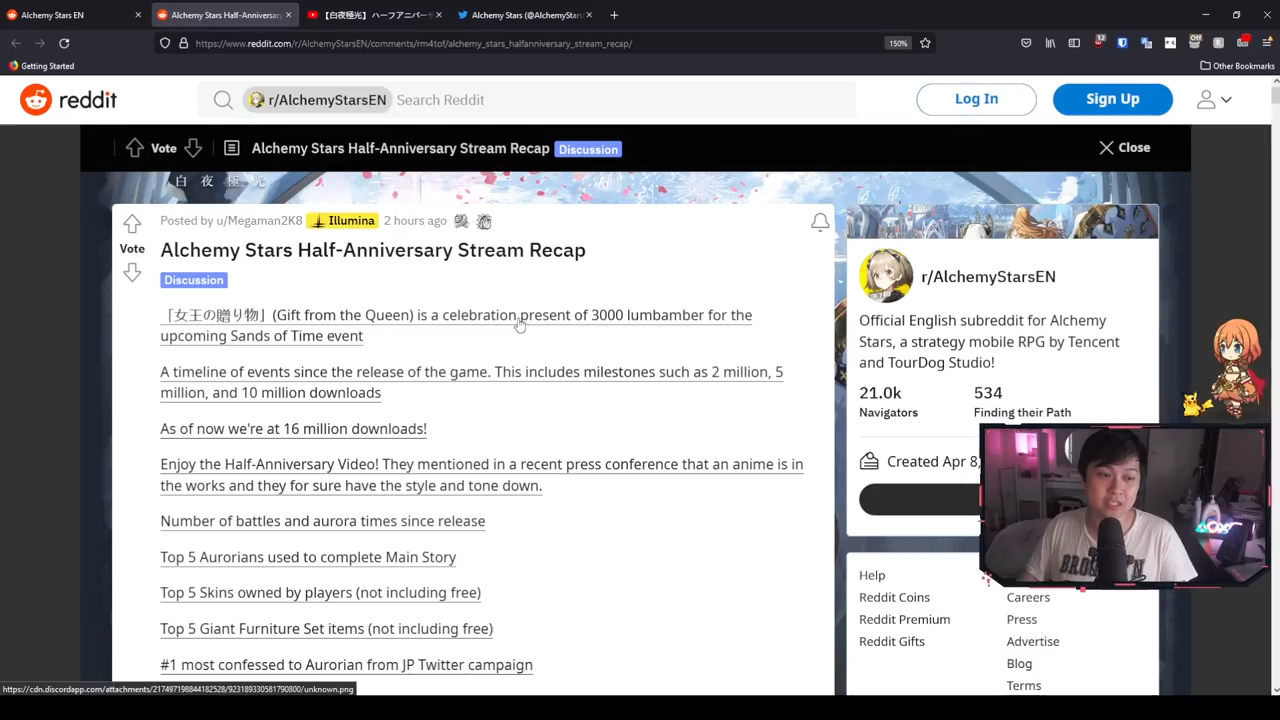 Alchemy Stars EN
Alchemy Stars Half-Anniversary
【白夜極光】ハーフアニバーサ
Alchemy Stars (@AlchemyStars
https://www.reddit.com/r/AlchemyStarsEN/comments/rm4tof/alchemy_stars_halfanniversary_stream_recap/
150%
12
Off
Getting Started
Other Bookmarks
reddit
r/AlchemyStarsEN
Search Reddit
Log In
Sign Up
Vote
Alchemy Stars Half-Anniversary Stream Recap
Discussion
Close
白夜極光
Posted by u/Megaman2K8
Illumina
2 hours ago
Vote
Alchemy Stars Half-Anniversary Stream Recap
Discussion
「女王の贈り物」(Gift from the Queen) is a celebration present of 3000 lumbamber for the
upcoming Sands of Time event
A timeline of events since the release of the game. This includes milestones such as 2 million, 5
million, and 10 million downloads
As of now we're at 16 million downloads!
Enjoy the Half-Anniversary Video! They mentioned in a recent press conference that an anime is in
the works and they for sure have the style and tone down.
Number of battles and aurora times since release
Top 5 Aurorians used to complete Main Story
Top 5 Skins owned by players (not including free)
Top 5 Giant Furniture Set items (not including free)
#1 most confessed to Aurorian from JP Twitter campaign
r/AlchemyStarsEN
Official English subreddit for Alchemy
Stars, a strategy mobile RPG by Tencent
and TourDog Studio!
21.0k
534
Navigators
Finding their Path
Created Apr 8,
Help
Reddit Coins
Careers
Reddit Premium
Press
Reddit Gifts
Advertise
Blog
Terms
https://cdn.discordapp.com/attachments/217497198844182528/923189330581790800/unknown.png